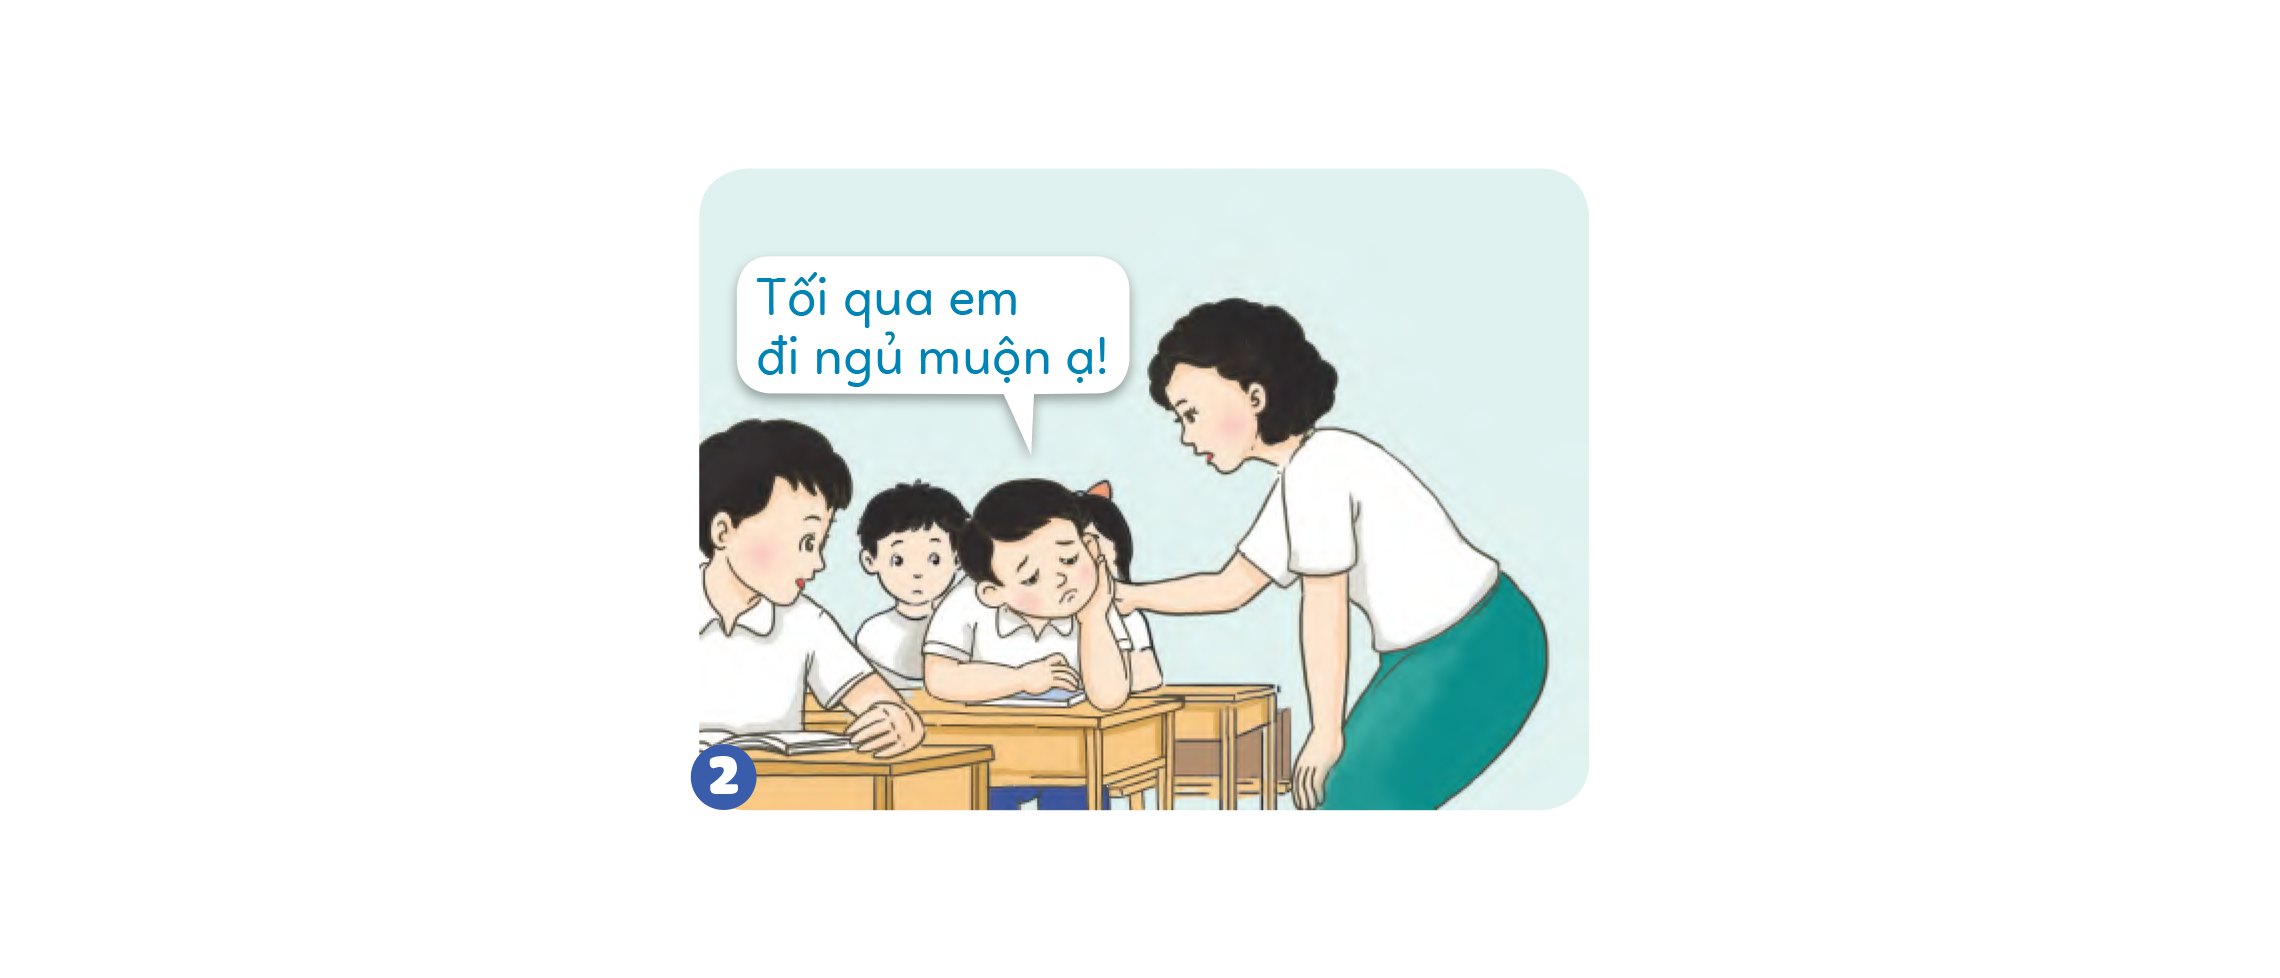 Tối qua em
đi ngủ muộn ạ!
2